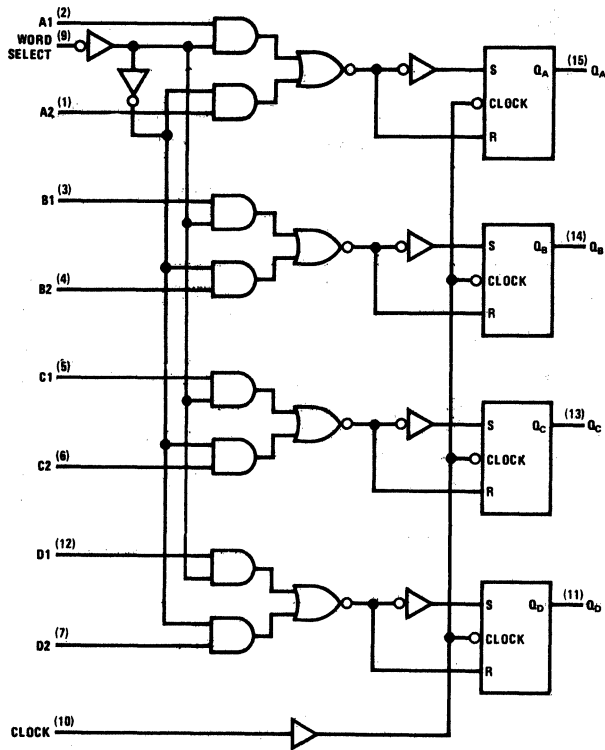 A1 (2)
WORD SELECT (9)
A2 (1)
S QA (15) QA
CLOCK
R
B1 (3)
B2 (4)
S QB (14) QB
CLOCK
R
C1 (5)
C2 (6)
S QC (13) QC
CLOCK
R
D1 (12)
D2 (7)
S QD (11) QD
CLOCK
R
CLOCK (10)